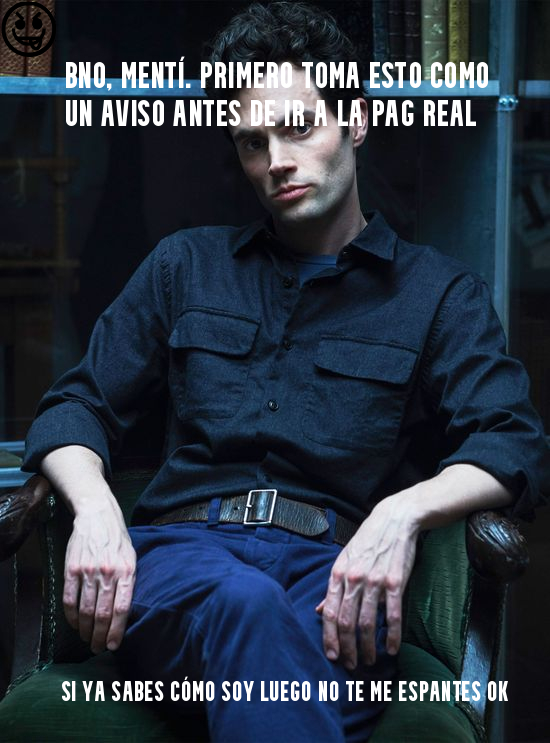 BNO, MENTÍ. PRIMERO TOMA ESTO COMO
UN AVISO ANTES DE IR A LA PAG REAL
SI YA SABES CÓMO SOY LUEGO NO TE ME ESPANTES OK